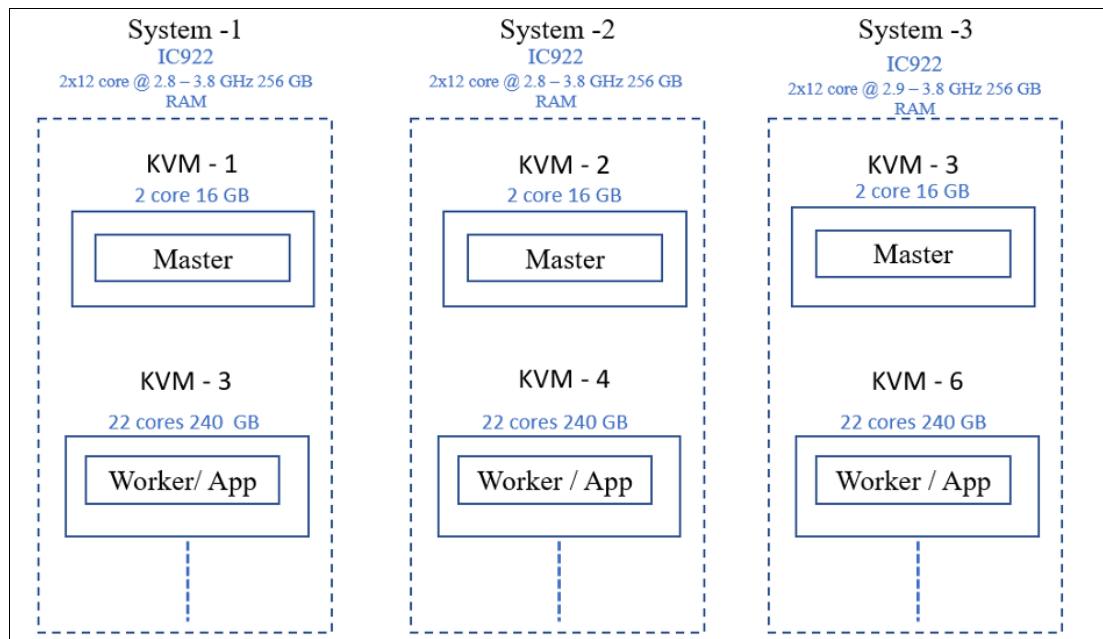 System -1
IC922
2x12 core @ 2.8 – 3.8 GHz 256 GB
RAM
KVM - 1
2 core 16 GB
Master
KVM - 3
22 cores 240 GB
Worker/ App
System -2
IC922
2x12 core @ 2.8 – 3.8 GHz 256 GB
RAM
KVM - 2
2 core 16 GB
Master
KVM - 4
22 cores 240 GB
Worker / App
System -3
IC922
2x12 core @ 2.9 – 3.8 GHz 256 GB
RAM
KVM - 3
2 core 16 GB
Master
KVM - 6
22 cores 240 GB
Worker / App